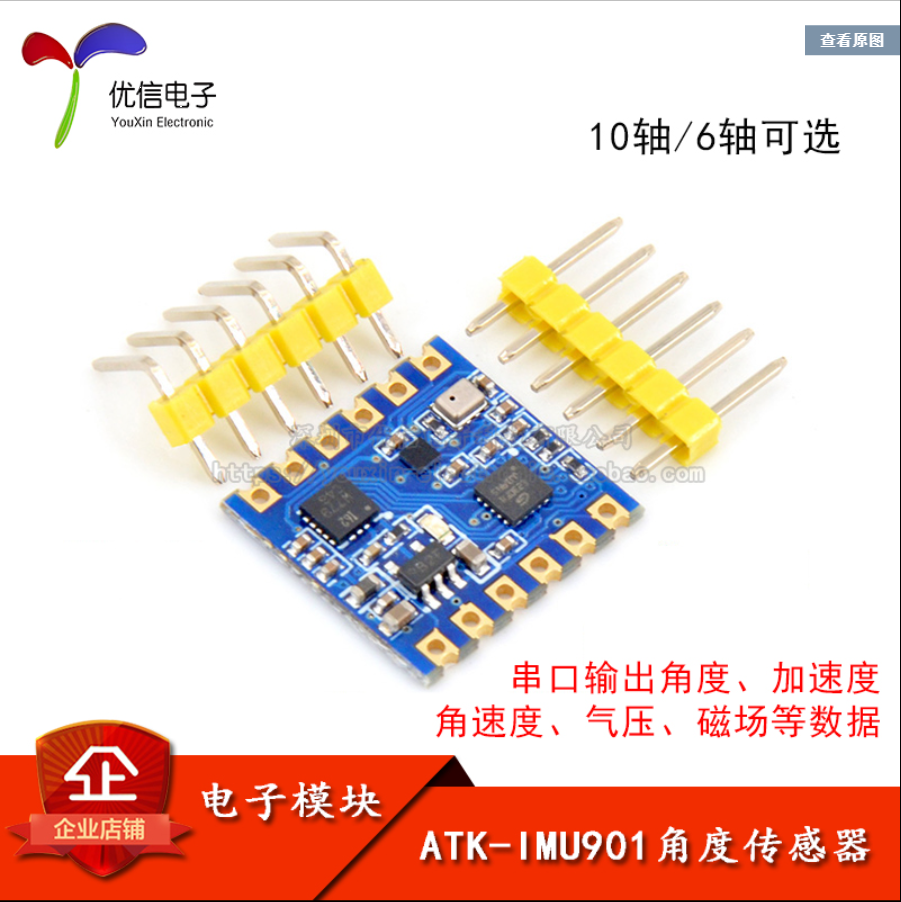 优信电子
YouXin Electronic
查看原图
10轴/6轴可选
串口输出角度、加速度
角速度、气压、磁场等数据
企
企业店铺
电子模块
ATK-IMU901角度传感器